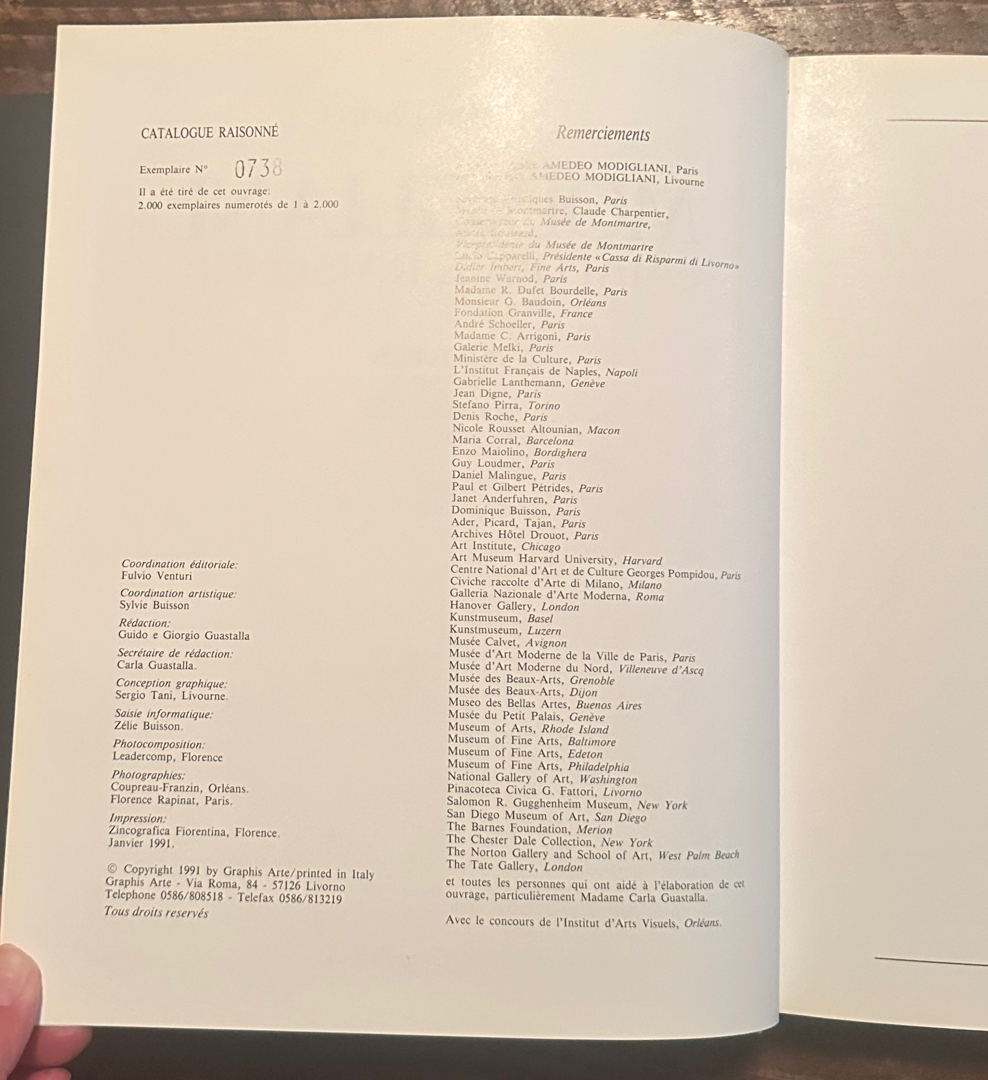 CATALOGUE RAISONNÉ
Exemplaire N° 0738
Il a été tiré de cet ouvrage:
2.000 exemplaires numerotés de 1 à 2.000
Coordination éditoriale:
Fulvio Venturi
Coordination artistique:
Sylvie Buisson
Rédaction:
Guido e Giorgio Guastalla
Secrétaire de rédaction:
Carla Guastalla.
Conception graphique:
Sergio Tani, Livourne.
Saisie informatique:
Zélie Buisson.
Photocomposition:
Leadercomp, Florence
Photographies:
Coupreau-Franzin, Orléans.
Florence Rapinat, Paris.
Impression:
Zincografica Fiorentina, Florence.
Janvier 1991.
© Copyright 1991 by Graphis Arte/printed in Italy
Graphis Arte - Via Roma, 84 - 57126 Livorno
Telephone 0586/808518 - Telefax 0586/813219
Tous droits reservés
Remerciements
AMEDEO MODIGLIANI, Paris
AMEDEO MODIGLIANI, Livourne
Buisson, Paris
Montmartre, Claude Charpentier,
Musée de Montmartre,
du Musée de Montmartre
Capparelli, Présidente «Cassa di Risparmi di Livorno»
Didier Imbert, Fine Arts, Paris
Jeanine Warnod, Paris
Madame R. Dufet Bourdelle, Paris
Monsieur G. Baudoin, Orléans
Fondation Granville, France
André Schoeller, Paris
Madame C. Arrigoni, Paris
Galerie Melki, Paris
Ministère de la Culture, Paris
L'Institut Français de Naples, Napoli
Gabrielle Lanthemann, Genève
Jean Digne, Paris
Stefano Pirra, Torino
Denis Roche, Paris
Nicole Rousset Altounian, Macon
Maria Corral, Barcelona
Enzo Maiolino, Bordighera
Guy Loudmer, Paris
Daniel Malingue, Paris
Paul et Gilbert Pétrides, Paris
Janet Anderfuhren, Paris
Dominique Buisson, Paris
Ader, Picard, Tajan, Paris
Archives Hôtel Drouot, Paris
Art Institute, Chicago
Art Museum Harvard University, Harvard
Centre National d'Art et de Culture Georges Pompidou, Paris
Civiche raccolte d'Arte di Milano, Milano
Galleria Nazionale d'Arte Moderna, Roma
Hanover Gallery, London
Kunstmuseum, Basel
Kunstmuseum, Luzern
Musée Calvet, Avignon
Musée d'Art Moderne de la Ville de Paris, Paris
Musée d'Art Moderne du Nord, Villeneuve d'Ascq
Musée des Beaux-Arts, Grenoble
Musée des Beaux-Arts, Dijon
Museo des Bellas Artes, Buenos Aires
Musée du Petit Palais, Genève
Museum of Arts, Rhode Island
Museum of Fine Arts, Baltimore
Museum of Fine Arts, Edeton
Museum of Fine Arts, Philadelphia
National Gallery of Art, Washington
Pinacoteca Civica G. Fattori, Livorno
Salomon R. Gugghenheim Museum, New York
San Diego Museum of Art, San Diego
The Barnes Foundation, Merion
The Chester Dale Collection, New York
The Norton Gallery and School of Art, West Palm Beach
The Tate Gallery, London
et toutes les personnes qui ont aidé à l'élaboration de cet
ouvrage, particulièrement Madame Carla Guastalla.
Avec le concours de l'Institut d'Arts Visuels, Orléans.